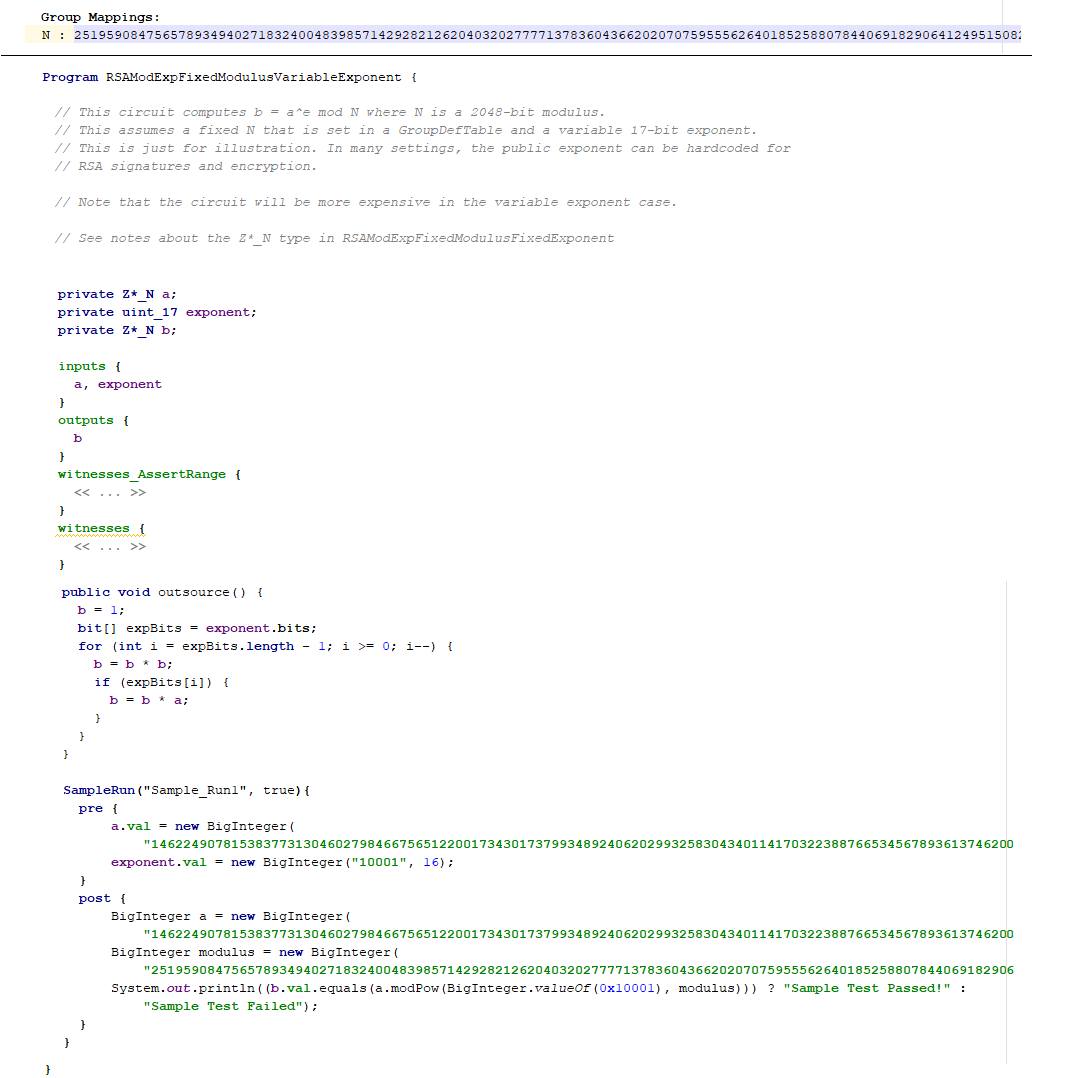 Group Mappings:
N : 2519590847565789349402718324004839857142928212620403202777713783604366202070759555626401852588078440691829064124951508
Program RSAModExpFixedModulusVariableExponent {
// This circuit computes b = a^e mod N where N is a 2048-bit modulus.
// This assumes a fixed N that is set in a GroupDefTable and a variable 17-bit exponent.
// This is just for illustration. In many settings, the public exponent can be hardcoded for
// RSA signatures and encryption.
// Note that the circuit will be more expensive in the variable exponent case.
// See notes about the Z*_N type in RSAModExpFixedModulusFixedExponent
private Z*_N a;
private uint_17 exponent;
private Z*_N b;
inputs {
a, exponent
}
outputs {
b
}
witnesses_AssertRange {
<< ... >>
}
witnesses {
<< ... >>
}
public void outsource() {
b = 1;
bit[] expBits = exponent.bits;
for (int i = expBits.length - 1; i >= 0; i--) {
b = b * b;
if (expBits[i]) {
b = b * a;
}
}
}
SampleRun("Sample_Run1", true){
pre {
a.val = new BigInteger(
"146224907815383773130460279846675651220017343017379934892406202993258304340114170322388766534567893613746200
exponent.val = new BigInteger("10001", 16);
}
post {
BigInteger a = new BigInteger(
"146224907815383773130460279846675651220017343017379934892406202993258304340114170322388766534567893613746200
BigInteger modulus = new BigInteger(
"251959084756578934940271832400483985714292821262040320277771378360436620207075955562640185258807844069182906
System.out.println((b.val.equals(a.modPow(BigInteger.valueOf(0x10001), modulus))) ? "Sample Test Passed!" :
"Sample Test Failed");
}
}
}